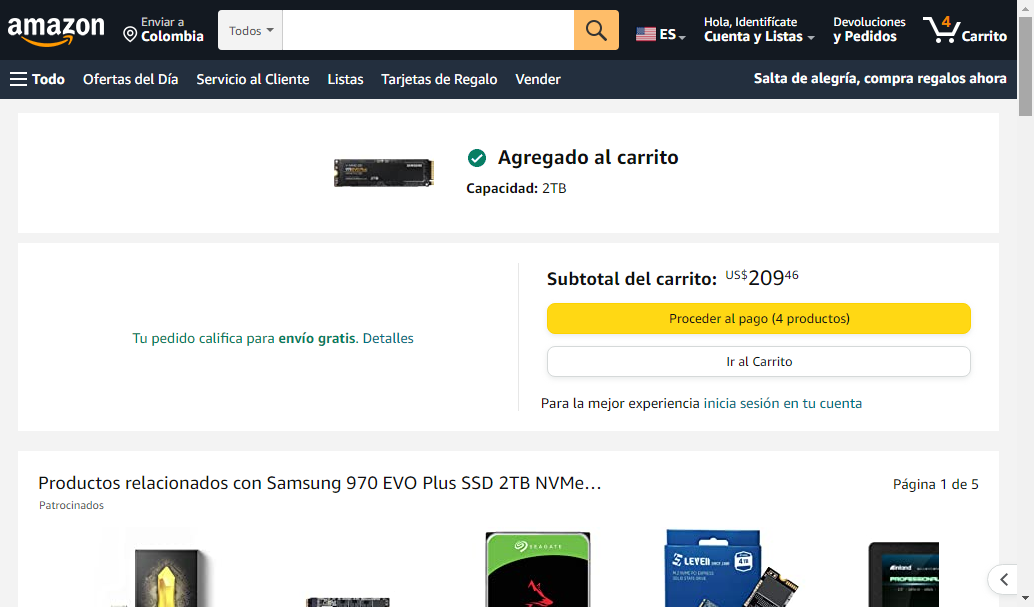 amazon
Enviar a
Colombia
Todos
ES
Hola, Identifícate
Cuenta y Listas
Devoluciones
y Pedidos
4
Carrito
Todo
Ofertas del Día
Servicio al Cliente
Listas
Tarjetas de Regalo
Vender
Salta de alegría, compra regalos ahora
SAMSUNG
Agregado al carrito
Capacidad: 2TB
Tu pedido califica para envío gratis. Detalles
Subtotal del carrito: US$20946
Proceder al pago (4 productos)
Ir al Carrito
Para la mejor experiencia inicia sesión en tu cuenta
Productos relacionados con Samsung 970 EVO Plus SSD 2TB NVMe…
Página 1 de 5
Patrocinados
SEAGATE
LEVEN
4TB
inland
PROFESSIONAL